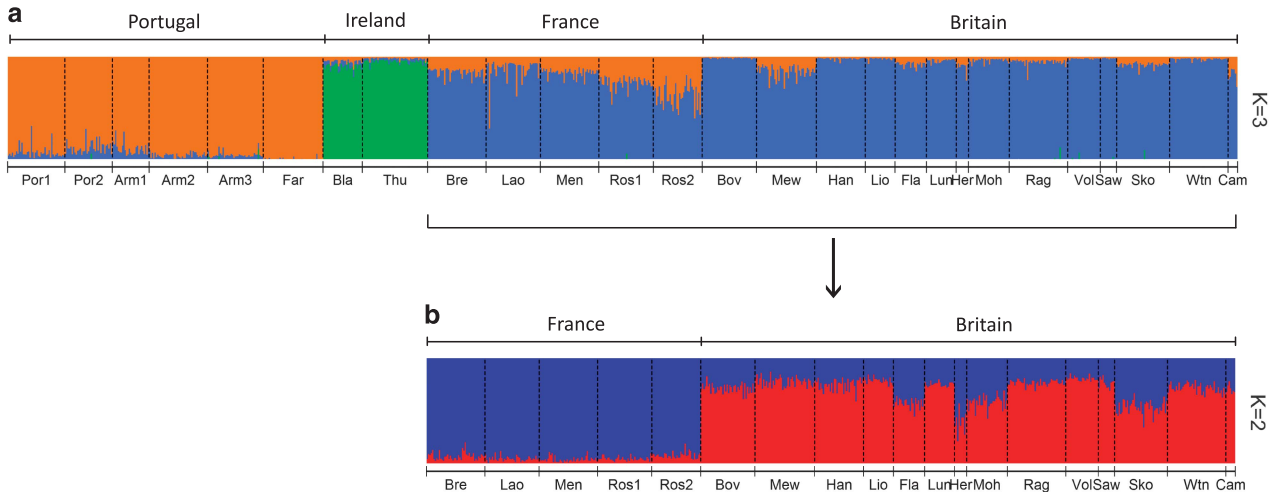 a
Portugal Ireland France Britain
K=3
Por1 Por2 Arm1 Arm2 Arm3 Far Bla Thu Bre Lao Men Ros1 Ros2 Bov Mew Han Lio Fla Lun Her Moh Rag Vol Saw Sko Wtn Cam
b
France Britain
K=2
Bre Lao Men Ros1 Ros2 Bov Mew Han Lio Fla Lun Her Moh Rag Vol Saw Sko Wtn Cam